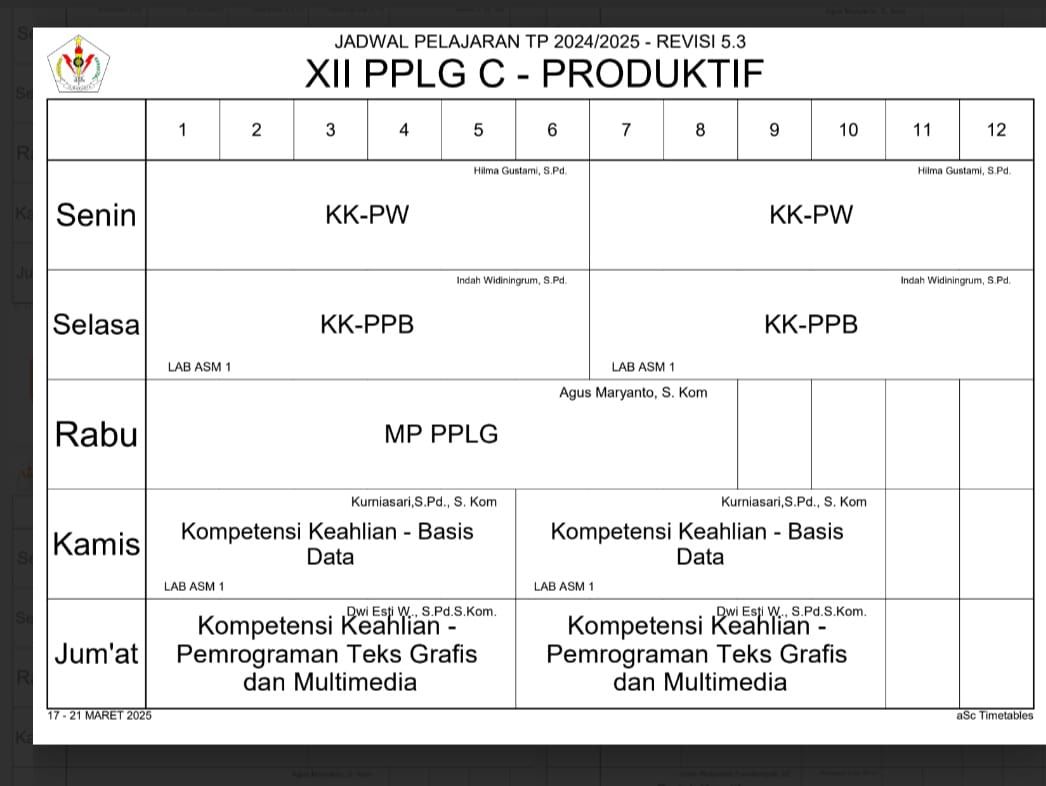 JADWAL PELAJARAN TP 2024/2025 - REVISI 5.3
XII PPLG C - PRODUKTIF
1 2 3 4 5 6 7 8 9 10 11 12
Hilma Gustami, S.Pd. Hilma Gustami, S.Pd.
Senin KK-PW KK-PW
Indah Widiningrum, S.Pd. Indah Widiningrum, S.Pd.
Selasa KK-PPB KK-PPB
LAB ASM 1 LAB ASM 1
Agus Maryanto, S. Kom
Rabu MP PPLG
Kurniasari,S.Pd., S. Kom Kurniasari,S.Pd., S. Kom
Kompetensi Keahlian - Basis Kompetensi Keahlian - Basis
Kamis
Data Data
LAB ASM 1 LAB ASM 1
Dwi Esti W., S.Pd.S.Kom. Dwi Esti W., S.Pd.S.Kom.
Kompetensi Keahlian - Kompetensi Keahlian -
Jum'at Pemrograman Teks Grafis Pemrograman Teks Grafis
dan Multimedia dan Multimedia
17 - 21 MARET 2025 aSc Timetables